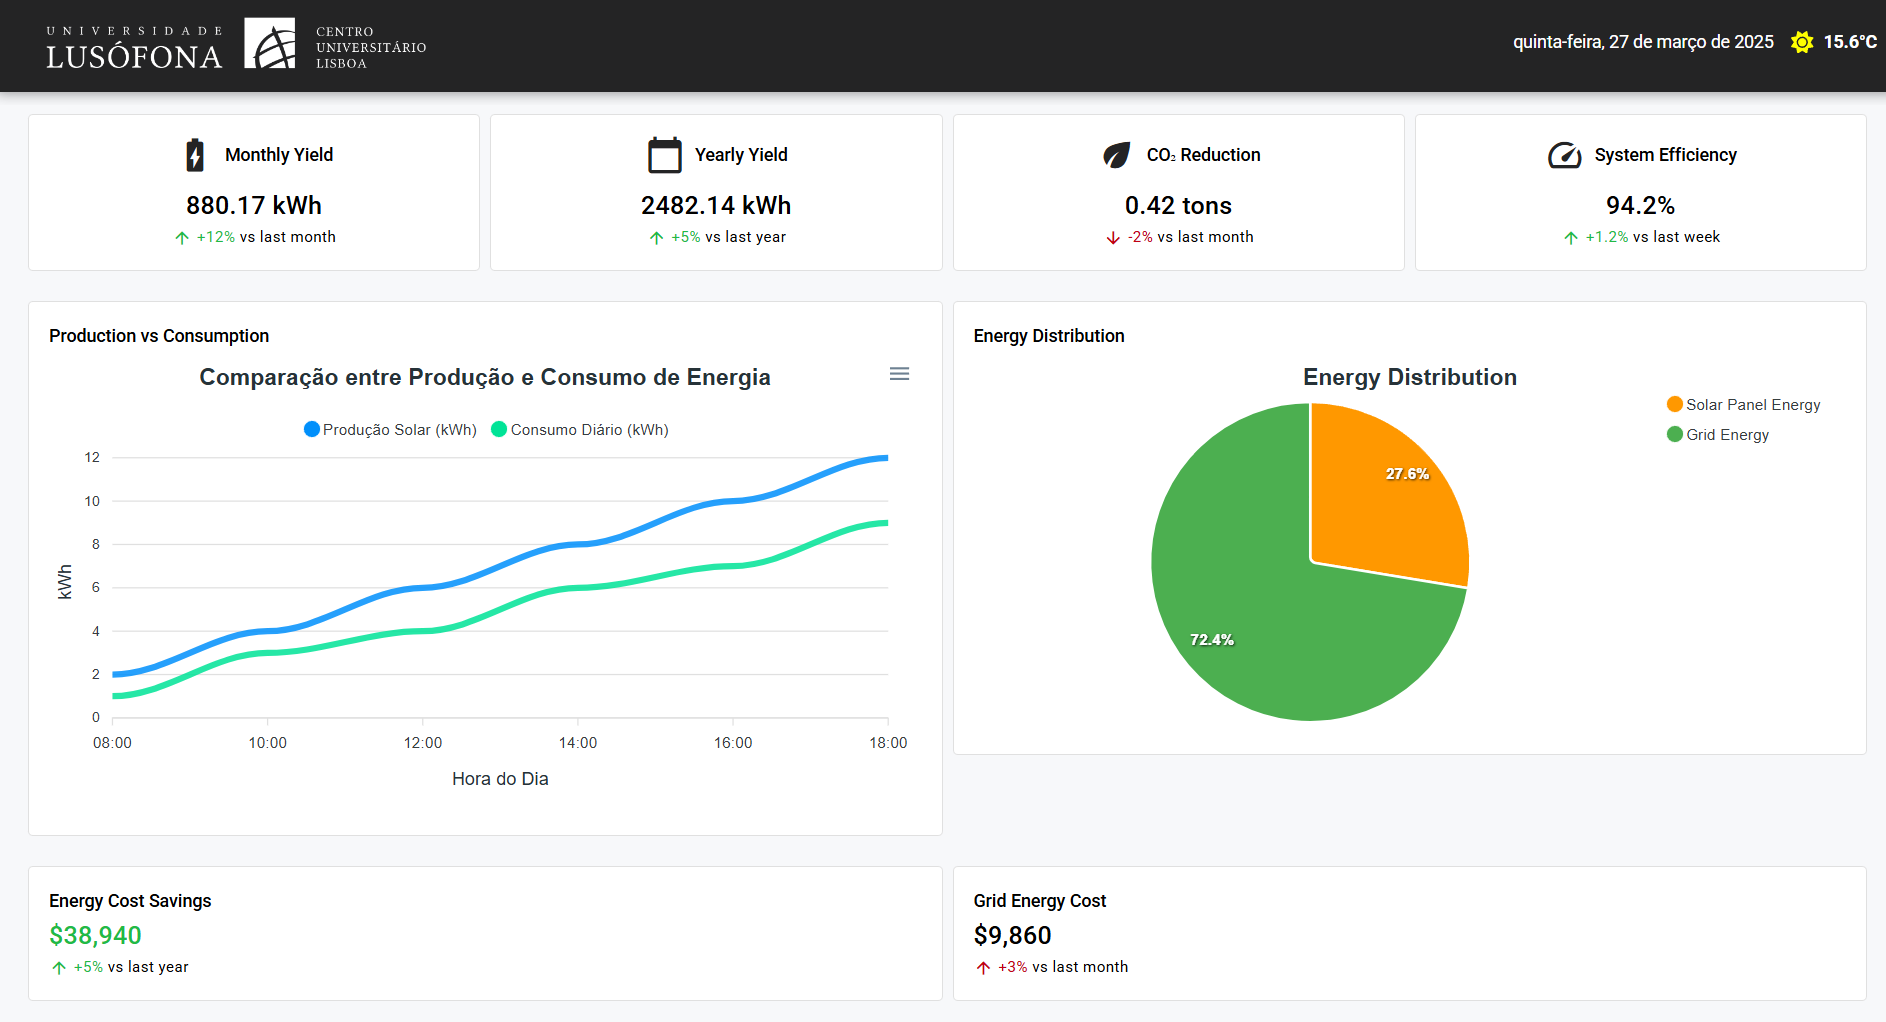 UNIVERSIDADE
LUSÓFONA
CENTRO
UNIVERSITÁRIO
LISBOA
quinta-feira, 27 de março de 2025 15.6°C
Monthly Yield
880.17 kWh
+12% vs last month
Yearly Yield
2482.14 kWh
+5% vs last year
CO₂ Reduction
0.42 tons
-2% vs last month
System Efficiency
94.2%
+1.2% vs last week
Production vs Consumption
Comparação entre Produção e Consumo de Energia
Produção Solar (kWh) Consumo Diário (kWh)
12
10
8
6
4
2
0
kWh
08:00 10:00 12:00 14:00 16:00 18:00
Hora do Dia
Energy Distribution
Energy Distribution
Solar Panel Energy
Grid Energy
27.6%
72.4%
Energy Cost Savings
$38,940
+5% vs last year
Grid Energy Cost
$9,860
+3% vs last month